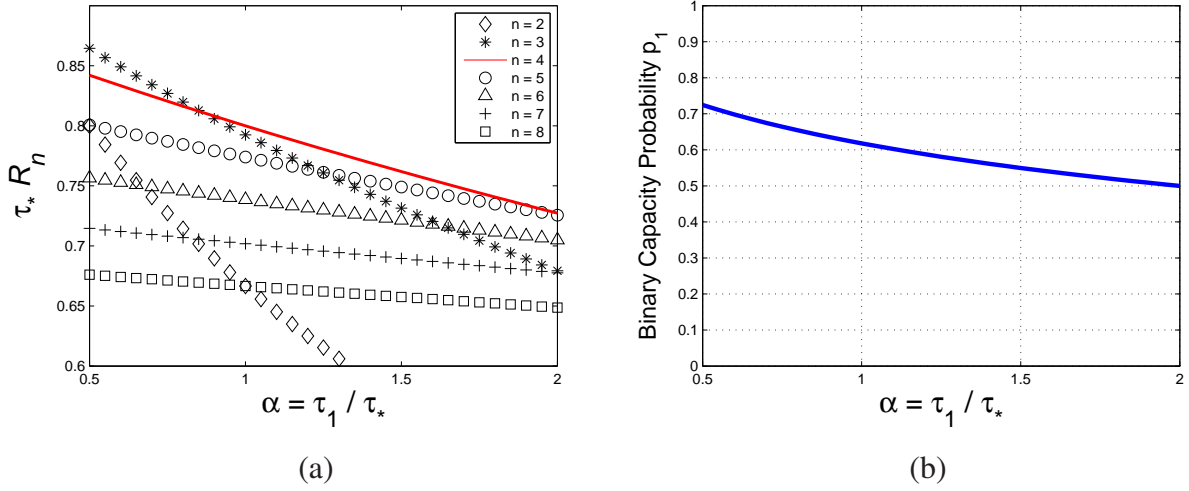 n = 2
n = 3
n = 4
n = 5
n = 6
n = 7
n = 8
0.85
0.8
0.75
0.7
0.65
0.6
τ* Rn
0.5 1 1.5 2
α = τ1 / τ*
(a)
1
0.9
0.8
0.7
0.6
0.5
0.4
0.3
0.2
0.1
0
Binary Capacity Probability p1
0.5 1 1.5 2
α = τ1 / τ*
(b)